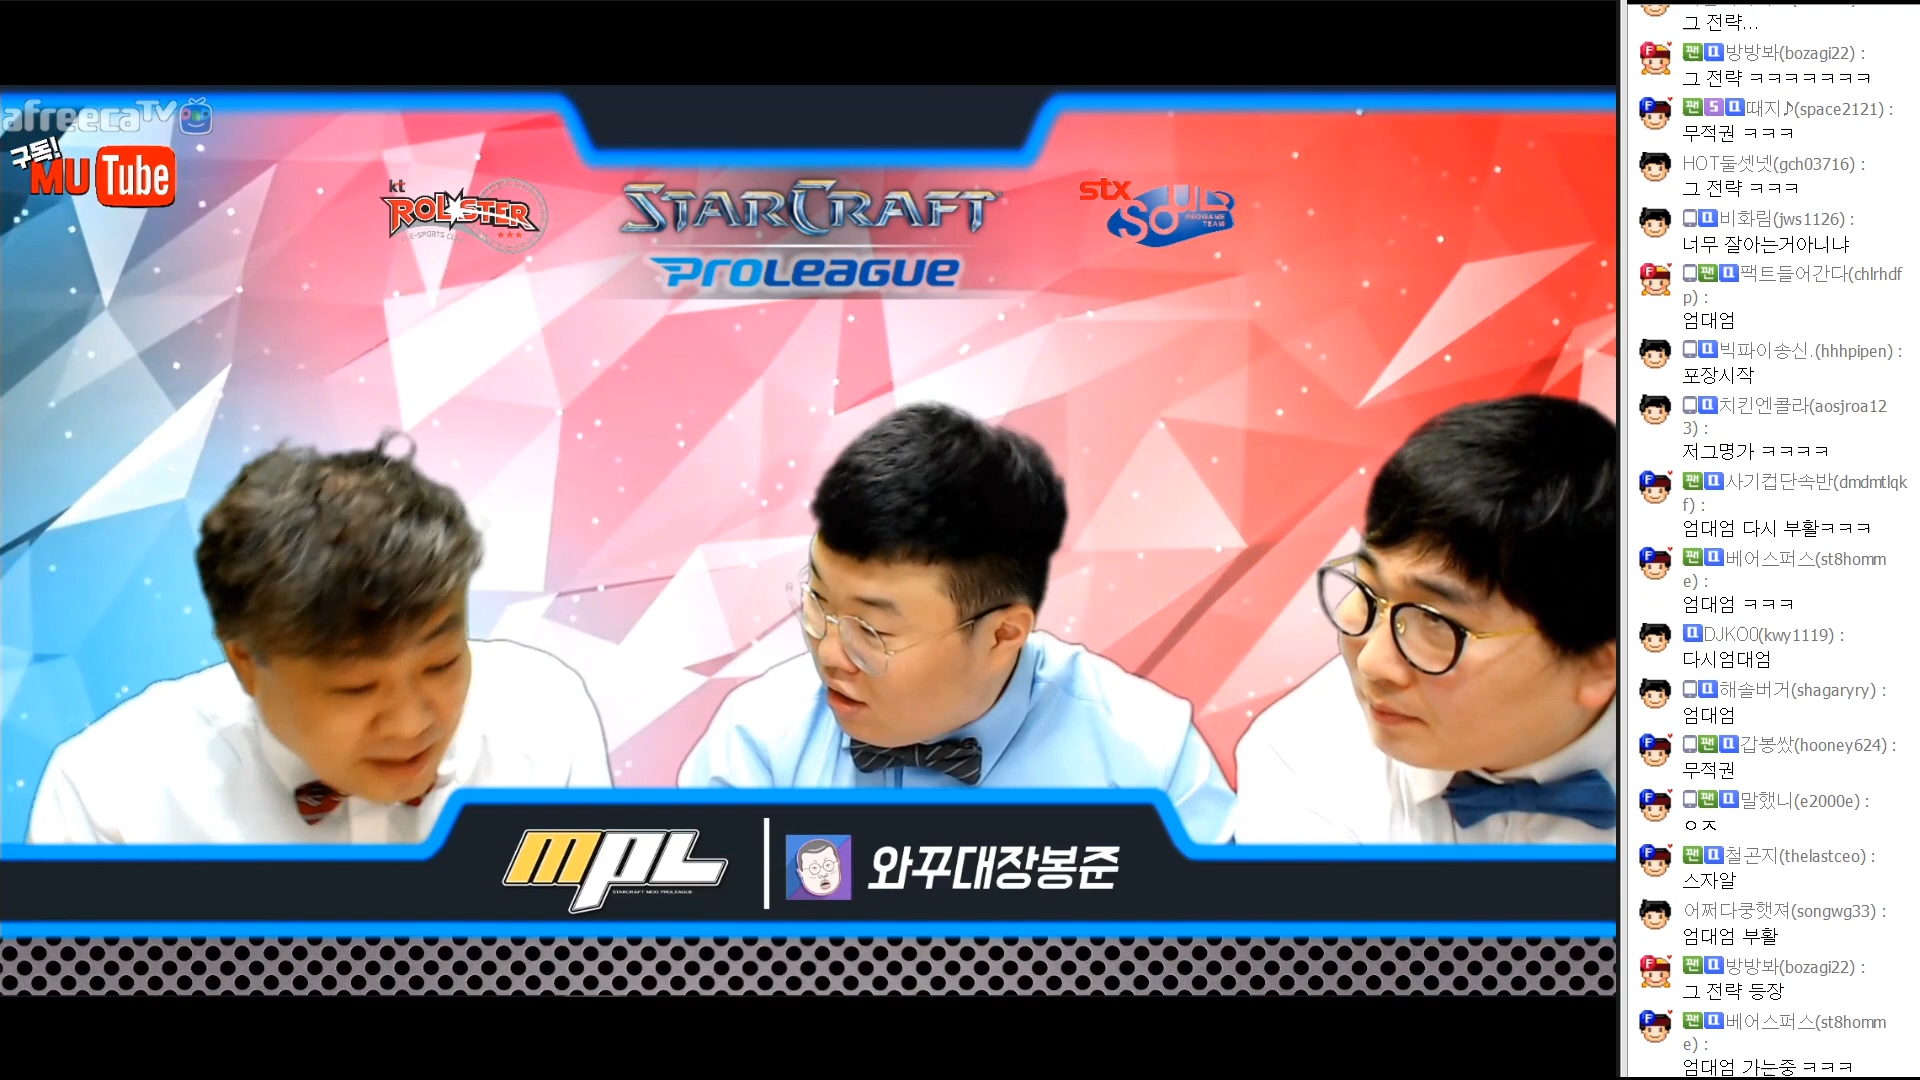 afreecaTV
구독!
MUTube
kt
ROLSTER
E-SPORTS CLUB
STARCRAFT
PROLEAGUE
stx
SOUL
PROGAME
TEAM
mPL
STARCRAFT MOO PROLEAGUE
와꾸대장봉준
그 전략...
팬 방방봐(bozagi22) :
그 전략 ㅋㅋㅋㅋㅋㅋㅋ
팬 S 때지♪(space2121) :
무적권 ㅋㅋㅋ
HOT둘셋넷(gch03716) :
그 전략 ㅋㅋㅋ
비화림(jws1126) :
너무 잘아는거아니냐
팬 팩트들어간다(chlrhdf
p) :
엄대엄
빅파이송신.(hhhpipen) :
포장시작
치킨엔콜라(aosjroa12
3) :
저그명가 ㅋㅋㅋㅋ
팬 사기컵단속반(dmdmtlqk
f) :
엄대엄 다시 부활ㅋㅋㅋ
팬 베어스퍼스(st8homm
e) :
엄대엄 ㅋㅋㅋ
DJKOO(kwy1119) :
다시엄대엄
해솔버거(shagaryry) :
엄대엄
팬 갑봉쌌(hooney624) :
무적권
팬 말했니(e2000e) :
ㅇㅈ
팬 철곤지(thelastceo) :
스자알
어쩌다쿵햇져(songwg33) :
엄대엄 부활
팬 방방봐(bozagi22) :
그 전략 등장
팬 베어스퍼스(st8homm
e) :
엄대엄 가는중 ㅋㅋㅋ